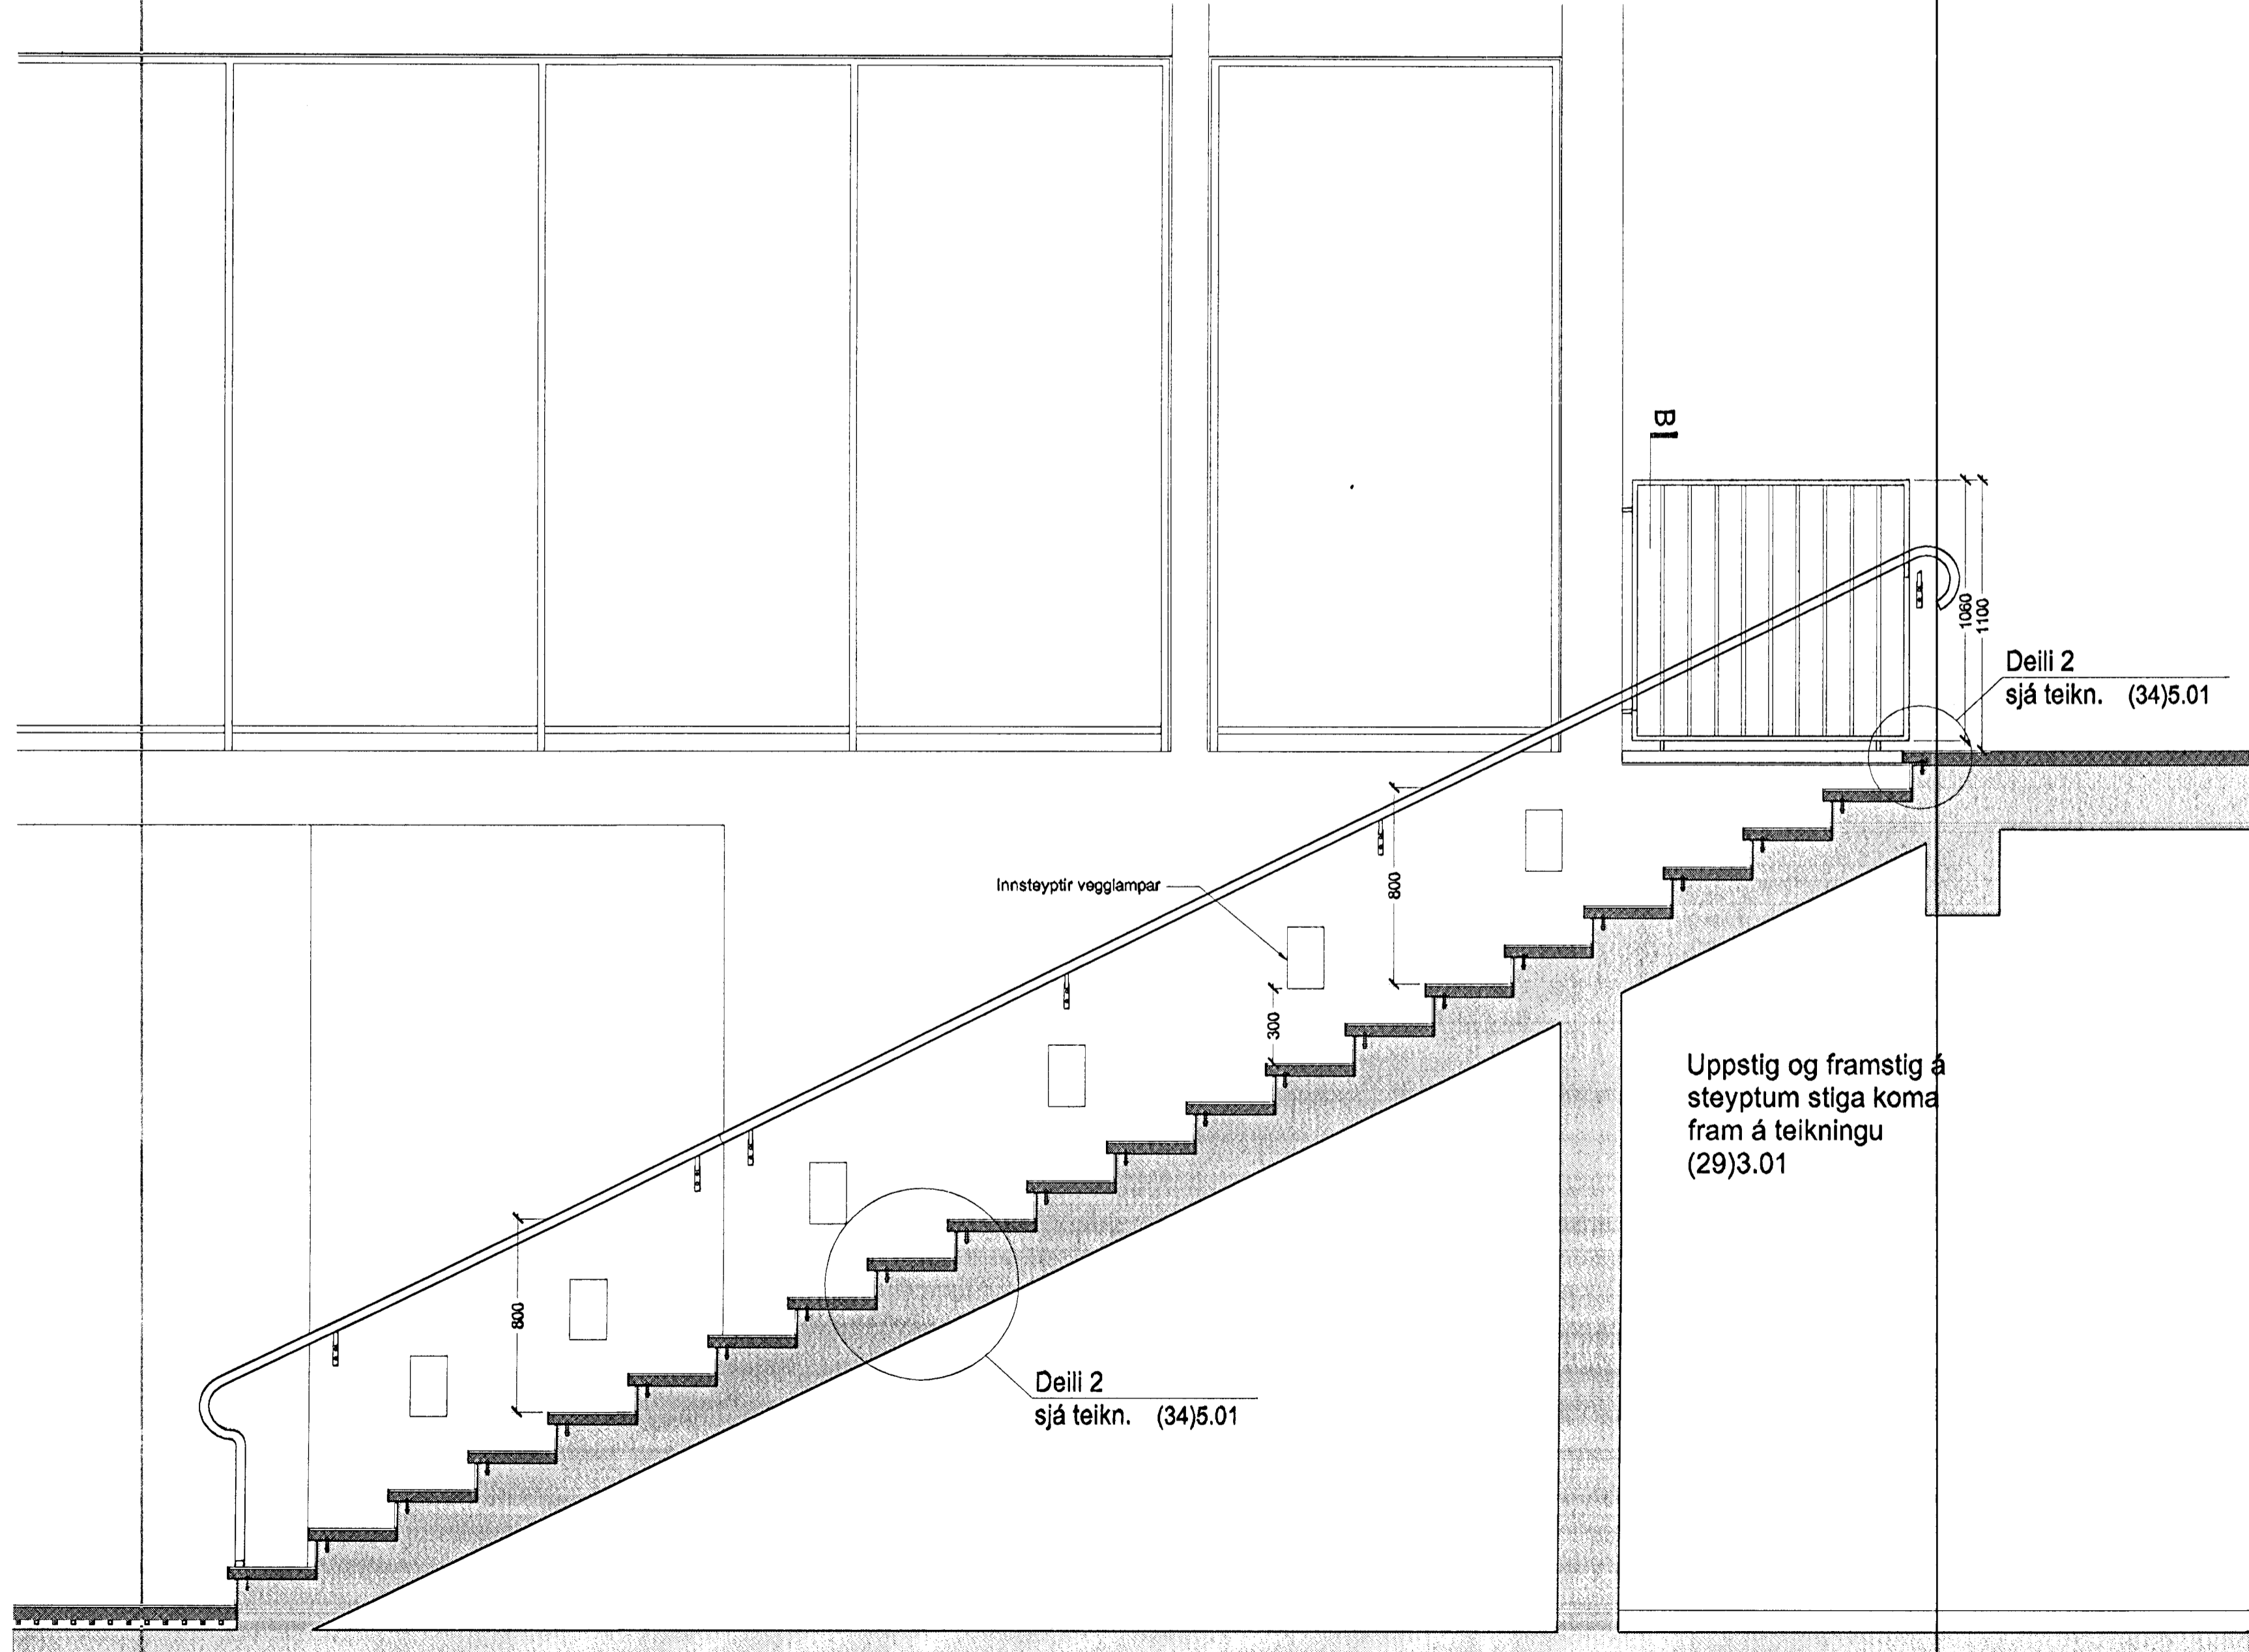 B
1060
1100
Deili 2
sjá teikn. (34)5.01
Innsteyptir vegglampar
800
300
Uppstig og framstig á
steyptum stiga koma
fram á teikningu
(29)3.01
800
Deili 2
sjá teikn. (34)5.01